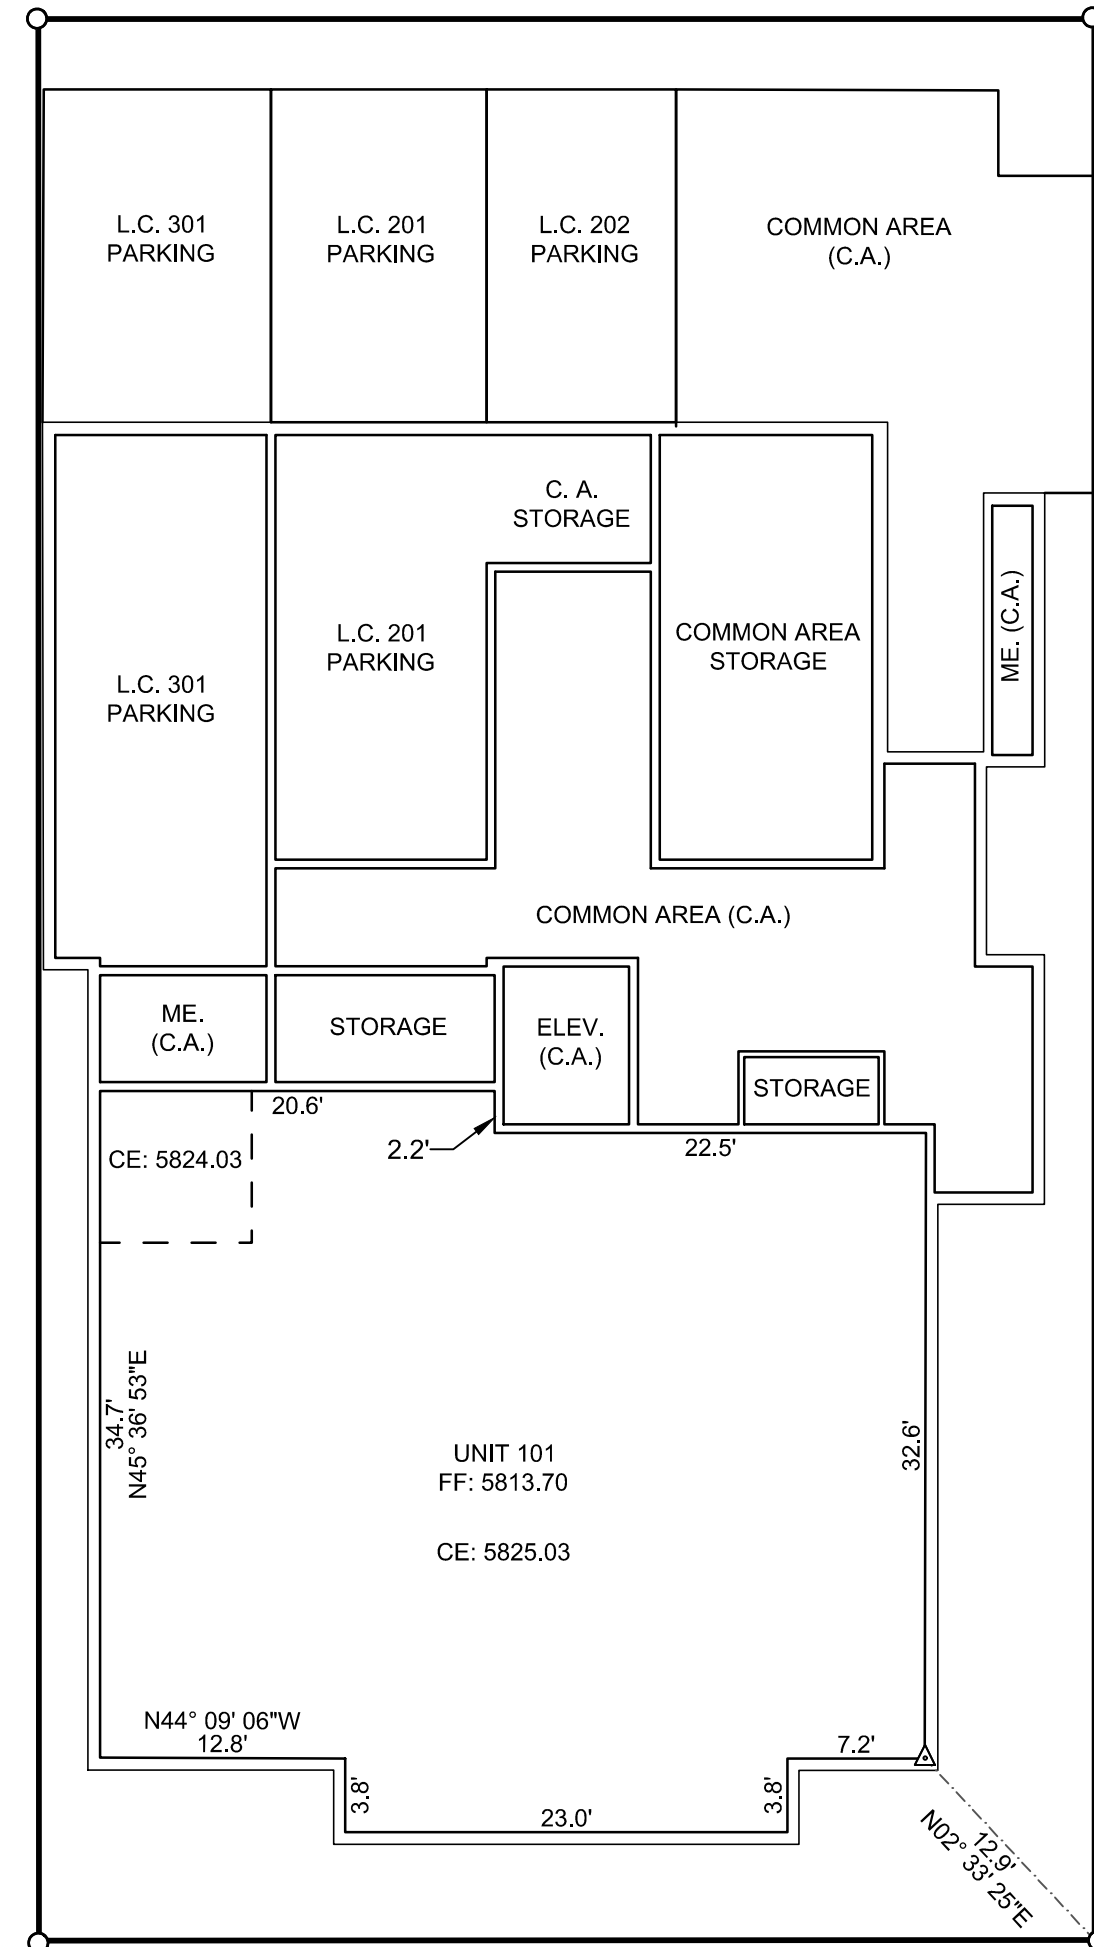 L.C. 301
PARKING
L.C. 201
PARKING
L.C. 202
PARKING
COMMON AREA
(C.A.)
C. A.
STORAGE
L.C. 301
PARKING
L.C. 201
PARKING
COMMON AREA
STORAGE
ME. (C.A.)
COMMON AREA (C.A.)
ME.
(C.A.)
STORAGE
ELEV.
(C.A.)
STORAGE
20.6'
2.2'
22.5'
CE: 5824.03
34.7'
N45° 36' 53"E
UNIT 101
FF: 5813.70
CE: 5825.03
32.6'
N44° 09' 06"W
12.8'
3.8'
23.0'
3.8'
7.2'
12.9'
N02° 33' 25"E